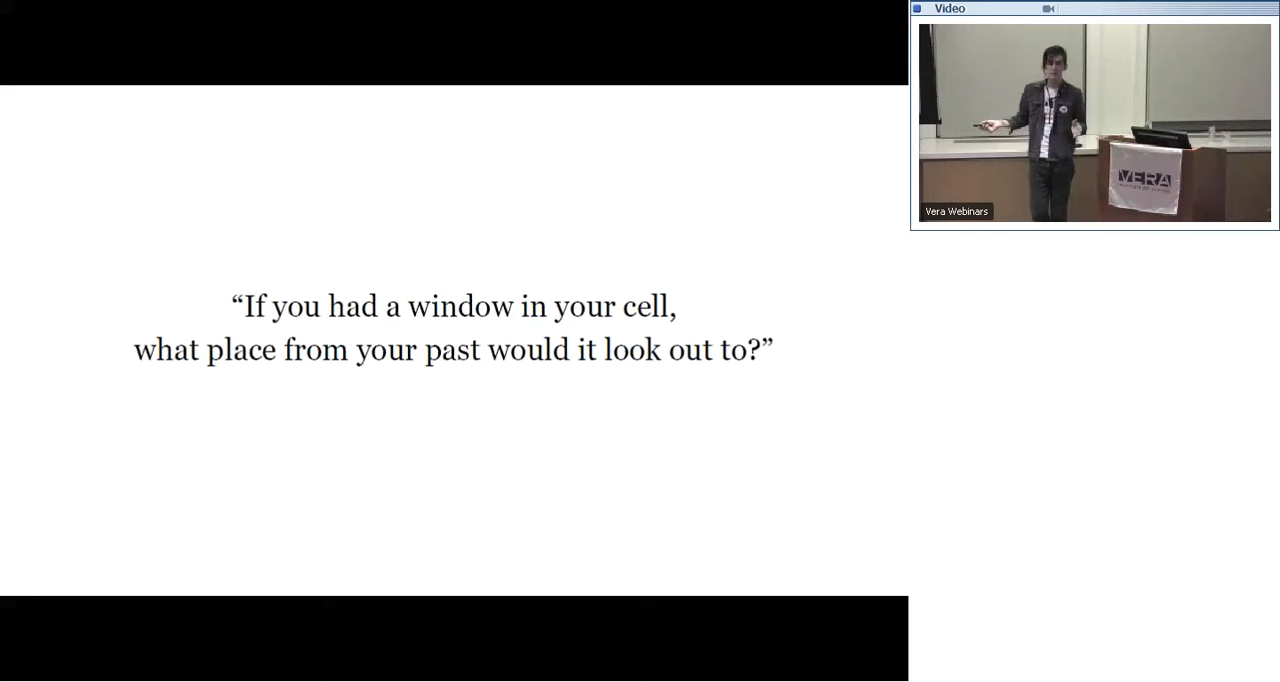 Video
Vera Webinars
VERA
“If you had a window in your cell,
what place from your past would it look out to?”